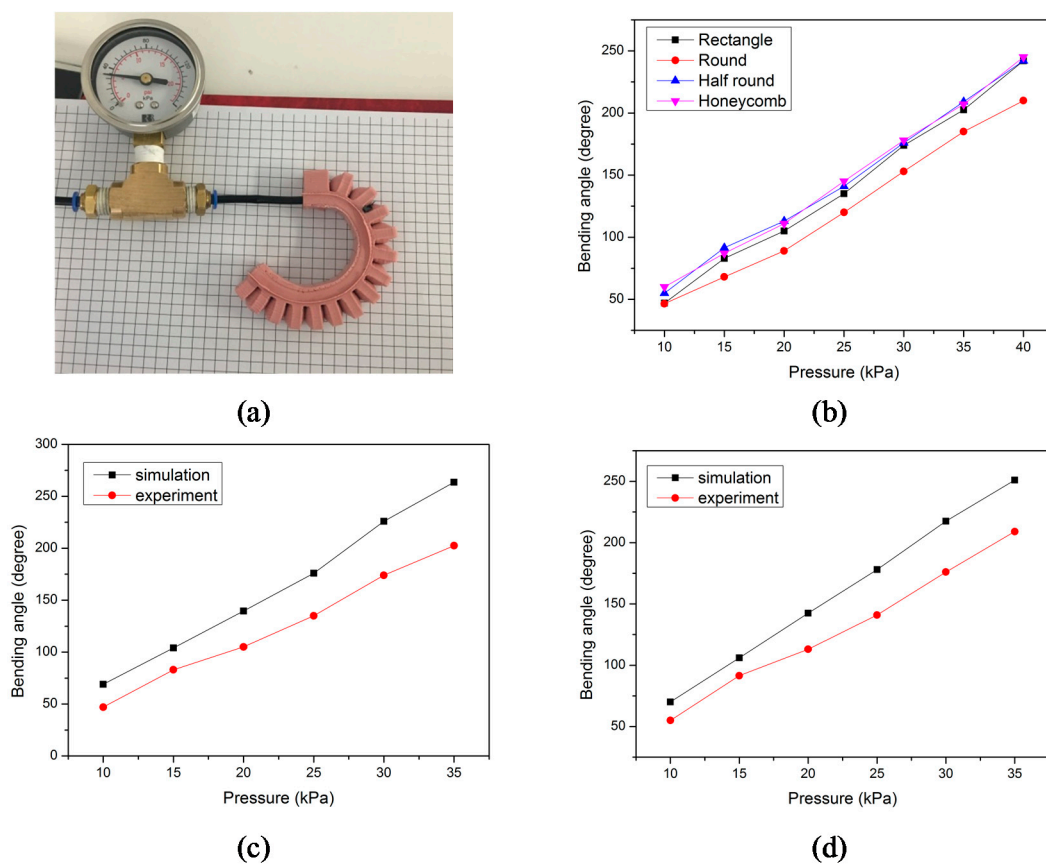 kPa
(a)
Rectangle
Round
Half round
Honeycomb
250
200
150
100
50
Bending angle (degree)
10 15 20 25 30 35 40
Pressure (kPa)
(b)
simulation
experiment
300
250
200
150
100
50
0
Bending angle (degree)
10 15 20 25 30 35
Pressure (kPa)
(c)
simulation
experiment
250
200
150
100
50
Bending angle (degree)
10 15 20 25 30 35
Pressure (kPa)
(d)